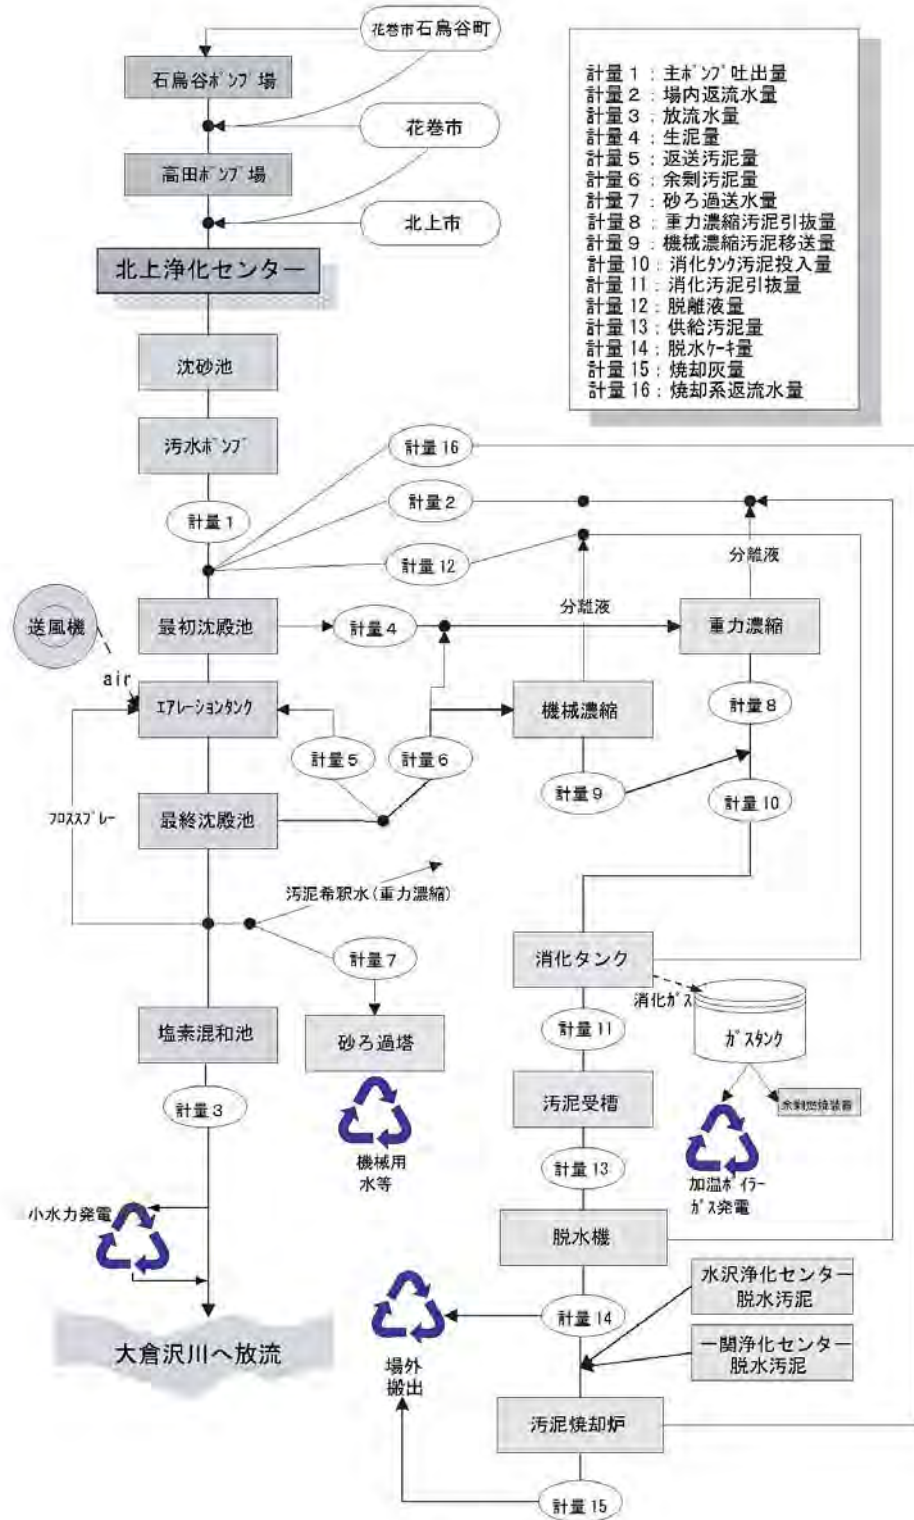 花巻市石鳥谷町
石鳥谷ポンプ場
花巻市
高田ポンプ場
北上市
北上浄化センター
計量1：主ポンプ吐出量
計量2：場内返流水量
計量3：放流水量
計量4：生泥量
計量5：返送汚泥量
計量6：余剰汚泥量
計量7：砂ろ過送水量
計量8：重力濃縮汚泥引抜量
計量9：機械濃縮汚泥移送量
計量10：消化タンク汚泥投入量
計量11：消化汚泥引抜量
計量12：脱離液量
計量13：供給汚泥量
計量14：脱水ケーキ量
計量15：焼却灰量
計量16：焼却系返流水量
沈砂池
汚水ポンプ
計量16
計量2
計量1
計量12
分離液
分離液
送風機
最初沈殿池
計量4
重力濃縮
air
エアレーションタンク
機械濃縮
計量8
計量5
計量6
計量9
計量10
フロススプレー
最終沈殿池
汚泥希釈水(重力濃縮)
計量7
消化タンク
消化ガス
ガスタンク
塩素混和池
砂ろ過塔
計量11
計量3
汚泥受槽
余剰燃焼装置
機械用
水等
計量13
加温ボイラー
ガス発電
小水力発電
脱水機
水沢浄化センター
脱水汚泥
計量14
一関浄化センター
脱水汚泥
大倉沢川へ放流
場外
搬出
汚泥焼却炉
計量15